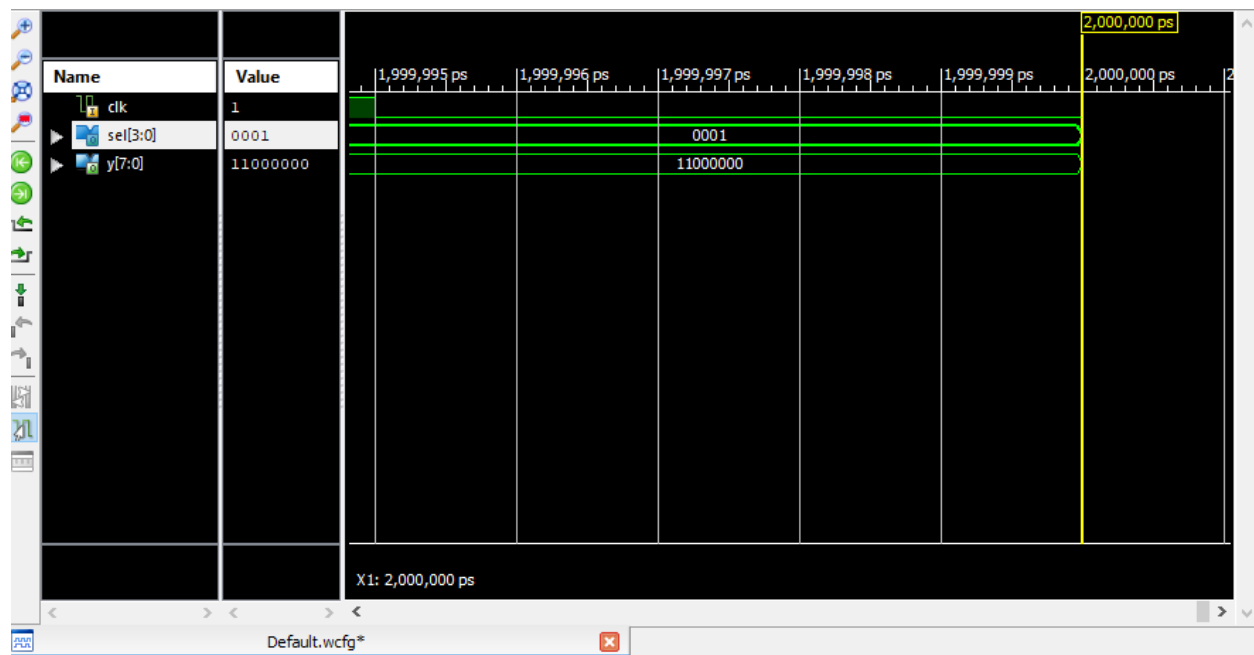 2,000,000 ps
Name Value 1,999,995 ps 1,999,996 ps 1,999,997 ps 1,999,998 ps 1,999,999 ps 2,000,000 ps 2
clk 1
sel[3:0] 0001 0001
y[7:0] 11000000 11000000
X1: 2,000,000 ps
Default.wcfg*